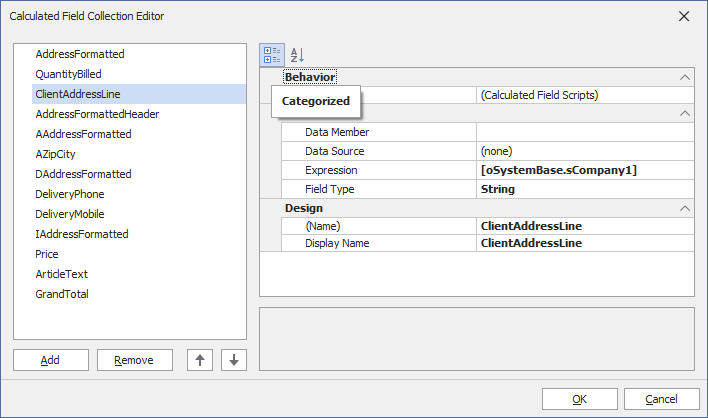 Calculated Field Collection Editor
AddressFormatted
QuantityBilled
ClientAddressLine
AddressFormattedHeader
AAddressFormatted
AZipCity
DAddressFormatted
DeliveryPhone
DeliveryMobile
IAddressFormatted
Price
ArticleText
GrandTotal
Add
Remove
A
Z
Behavior
(Calculated Field Scripts)
Categorized
Data Member
Data Source (none)
Expression [oSystemBase.sCompany1]
Field Type String
Design
(Name) ClientAddressLine
Display Name ClientAddressLine
OK
Cancel